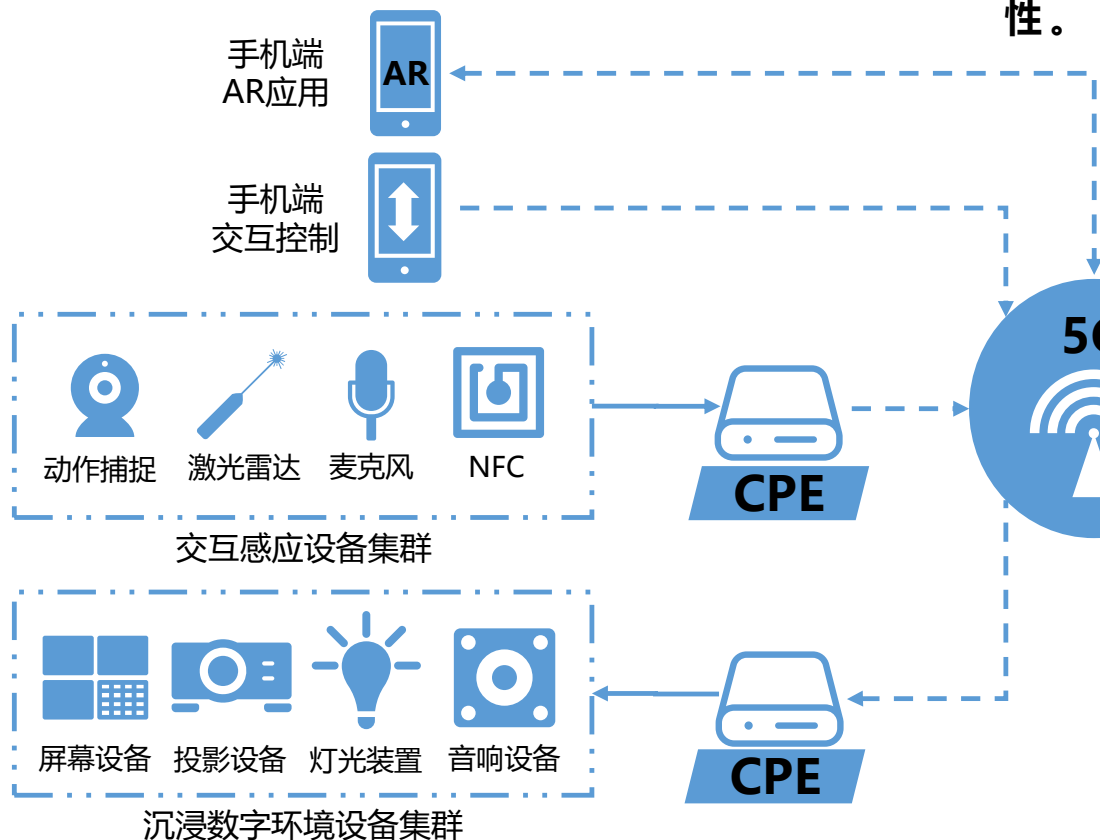 性。
手机端
AR应用
AR
手机端
交互控制
5G
动作捕捉 激光雷达 麦克风 NFC
CPE
交互感应设备集群
屏幕设备 投影设备 灯光装置 音响设备
CPE
沉浸数字环境设备集群